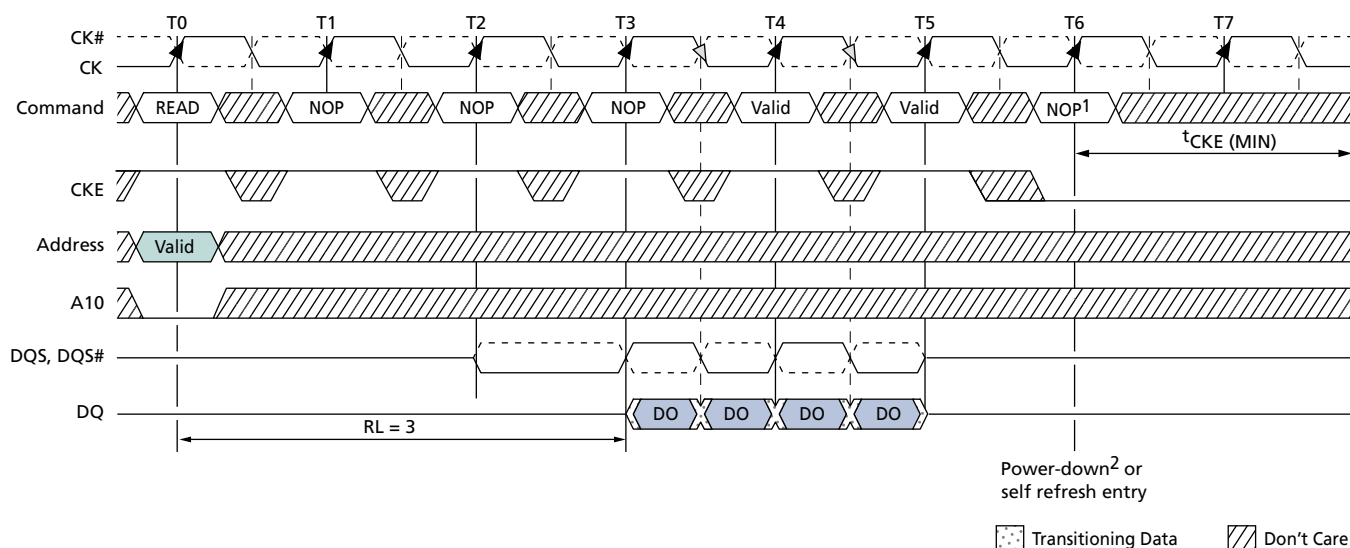 T0 T1 T2 T3 T4 T5 T6 T7
CK#
CK
Command READ NOP NOP NOP Valid Valid NOP1
tCKE (MIN)
CKE
Address Valid
A10
DQS, DQS#
DQ DO DO DO DO
RL = 3
Power-down2 or
self refresh entry
Transitioning Data Don't Care